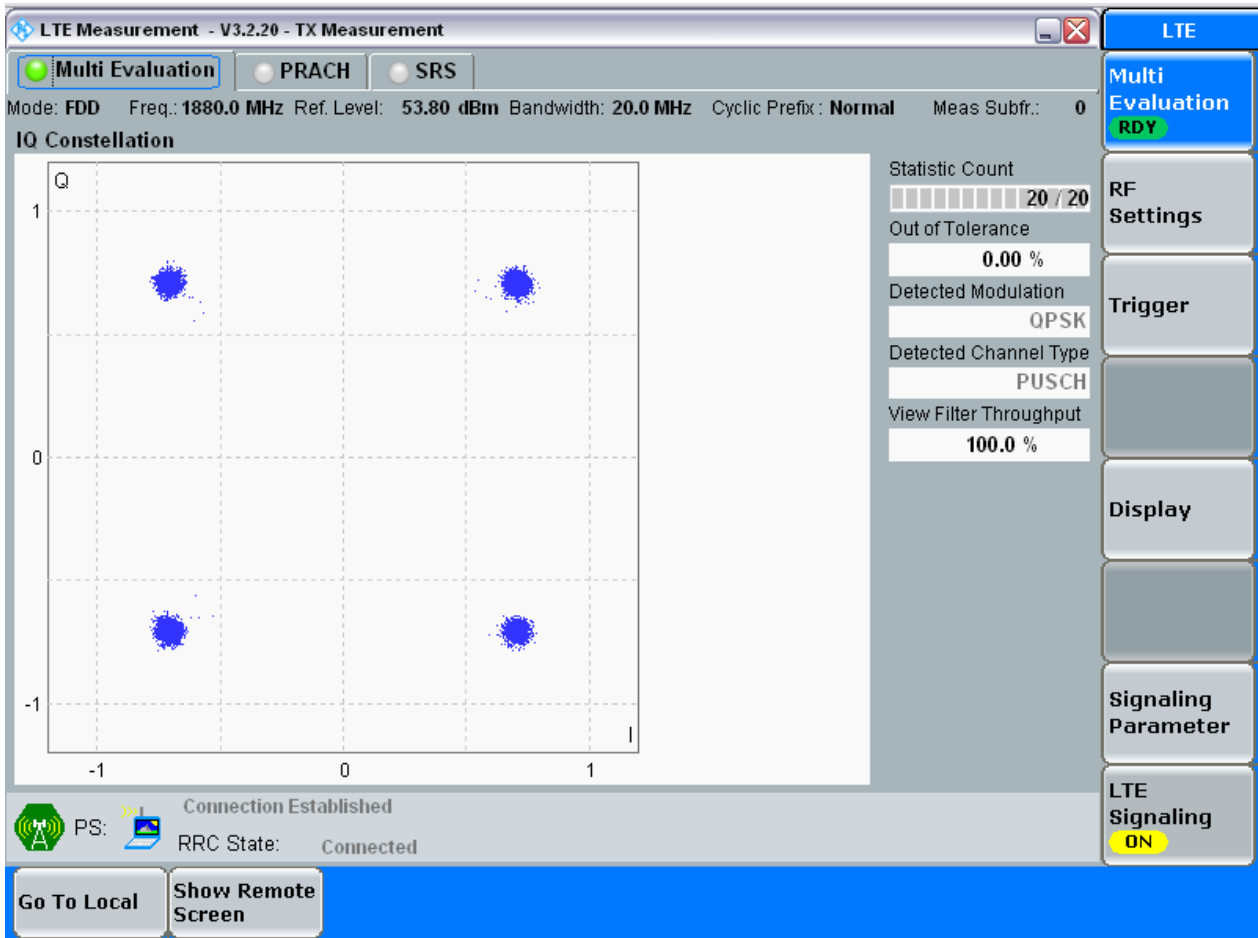 LTE Measurement - V3.2.20 - TX Measurement
LTE
Multi Evaluation PRACH SRS
Multi
Evaluation
RDY
Mode: FDD Freq.: 1880.0 MHz Ref. Level: 53.80 dBm Bandwidth: 20.0 MHz Cyclic Prefix : Normal Meas Subfr.: 0
IQ Constellation
Q
1
0
-1
I
-1 0 1
Statistic Count
20 / 20
Out of Tolerance
0.00 %
Detected Modulation
QPSK
Detected Channel Type
PUSCH
View Filter Throughput
100.0 %
RF
Settings
Trigger
Display
Signaling
Parameter
LTE
Signaling
ON
PS:
Connection Established
RRC State: Connected
Go To Local
Show Remote
Screen